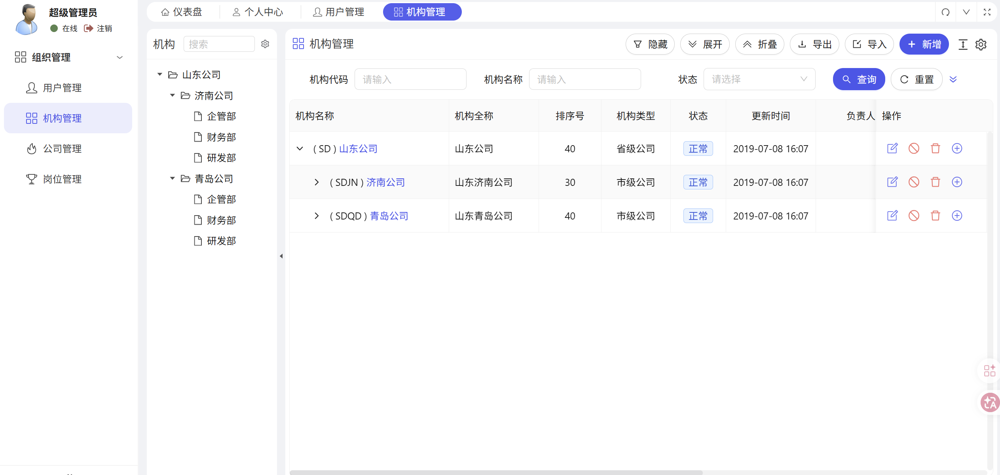 超级管理员
在线 注销
组织管理
用户管理
机构管理
公司管理
岗位管理
仪表盘 个人中心 用户管理 机构管理
机构 搜索
山东公司
济南公司
企管部
财务部
研发部
青岛公司
企管部
财务部
研发部
机构管理 隐藏 展开 折叠 导出 导入 新增
机构代码 请输入 机构名称 请输入 状态 请选择 查询 重置
机构名称 机构全称 排序号 机构类型 状态 更新时间 负责人 操作
( SD ) 山东公司 山东公司 40 省级公司 正常 2019-07-08 16:07
( SDJN ) 济南公司 山东济南公司 30 市级公司 正常 2019-07-08 16:07
( SDQD ) 青岛公司 山东青岛公司 40 市级公司 正常 2019-07-08 16:07